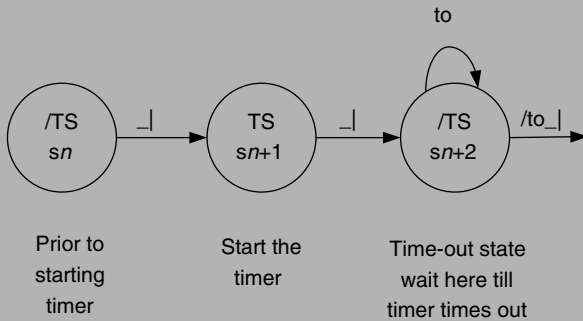 to
/TS
sn
_|
TS
sn+1
_|
/TS
sn+2
/to_|
Prior to
starting
timer
Start the
timer
Time-out state
wait here till
timer times out